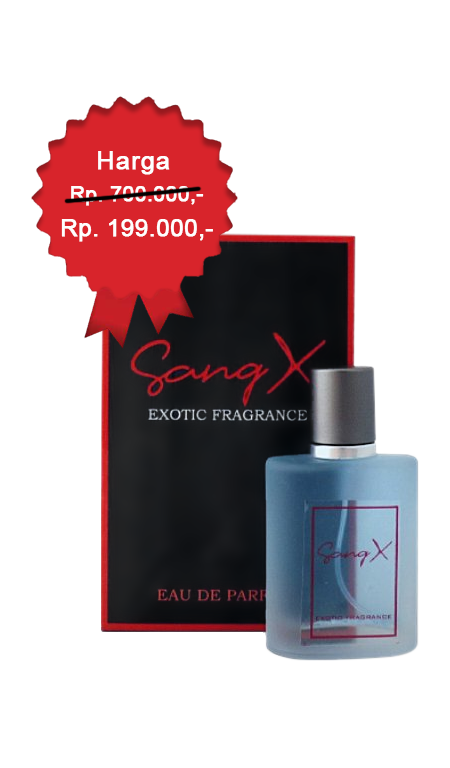 Harga
Rp. 700.000,-
Rp. 199.000,-
Sang X
EXOTIC FRAGRANCE
EAU DE PARF
Sang X
EXOTIC FRAGRANCE